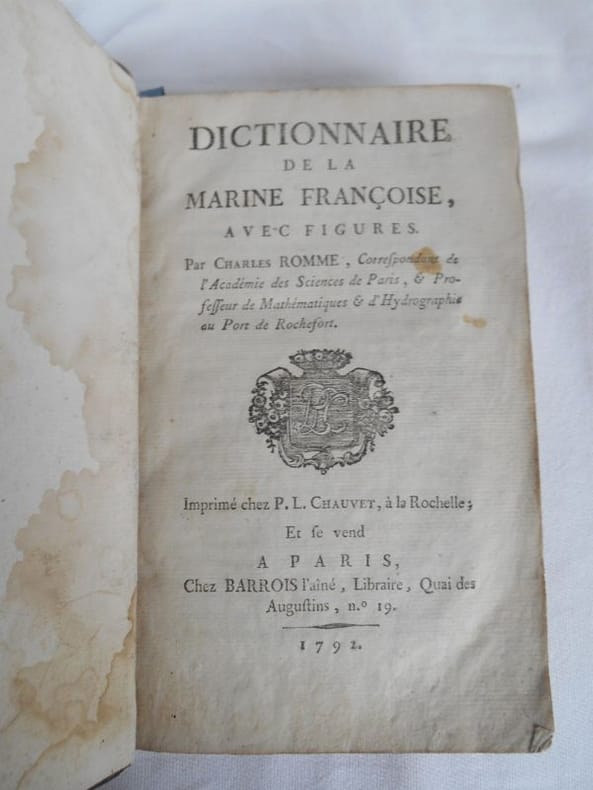 DICTIONNAIRE
DE LA
MARINE FRANÇOISE,
AVEC FIGURES.
Par CHARLES ROMME, Correſpondant de
l'Académie des Sciences de Paris, & Pro-
feſſeur de Mathématiques & d'Hydrographie
au Port de Rochefort.
Imprimé chez P. L. CHAUVET, à la Rochelle;
Et ſe vend
A PARIS,
Chez BARROIS l'aîné, Libraire, Quai des
Auguſtins, n.o 19.
1792.